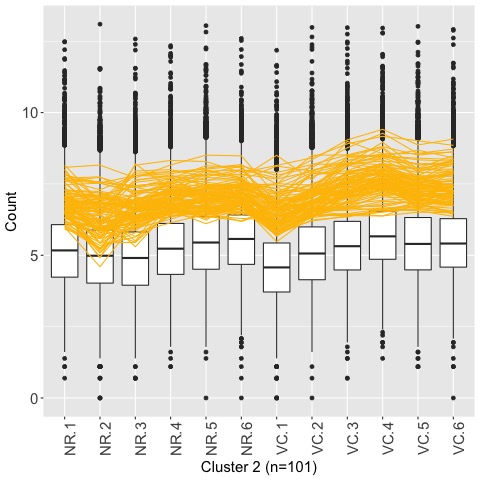 Count
10
5
0
NR.1
NR.2
NR.3
NR.4
NR.5
NR.6
VC.1
VC.2
VC.3
VC.4
VC.5
VC.6
Cluster 2 (n=101)